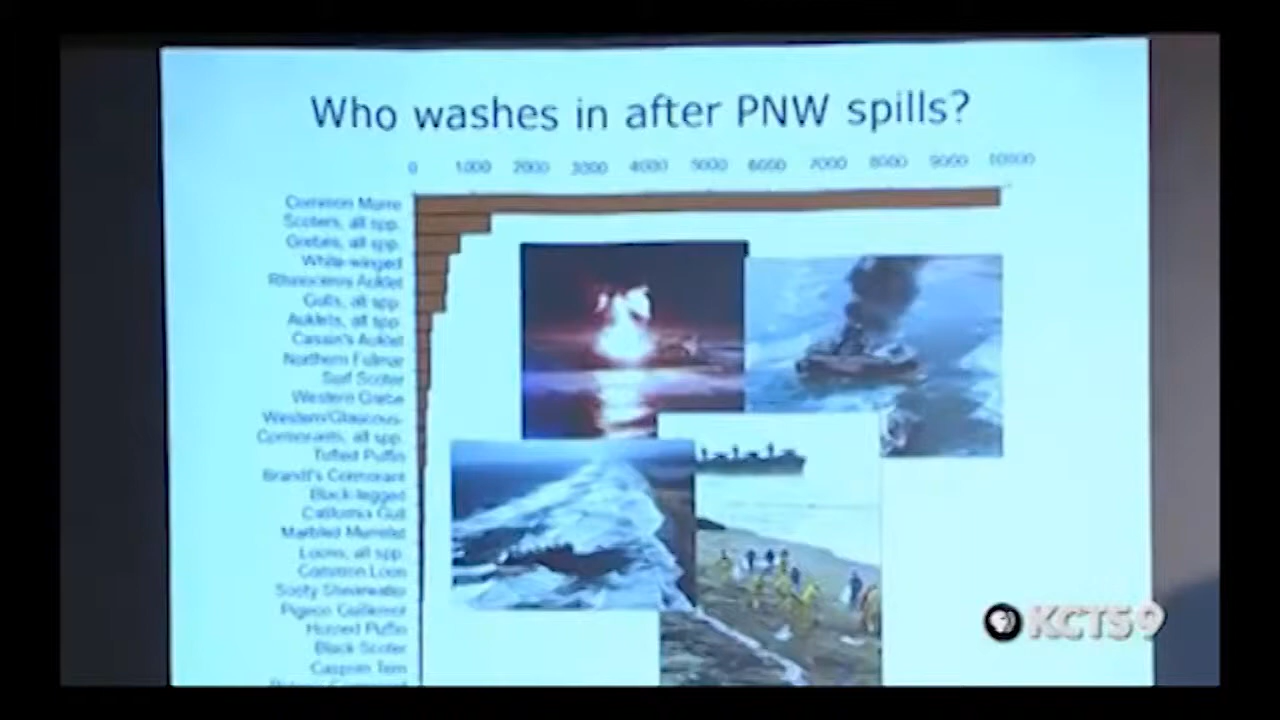 Who washes in after PNW spills?
0 1000 2000 3000 4000 5000 6000 7000 8000 9000 10000
Common Murre
Scoters, all spp.
Grebes, all spp.
White-winged
Rhinoceros Auklet
Gulls, all spp.
Auklets, all spp.
Cassin's Auklet
Northern Fulmar
Surf Scoter
Western Grebe
Western/Glaucous-
Cormorants, all spp.
Tufted Puffin
Brandt's Cormorant
Black-legged
California Gull
Marbled Murrelet
Loons, all spp.
Common Loon
Sooty Shearwater
Pigeon Guillemot
Horned Puffin
Black Scoter
Caspian Tern
KCTS9